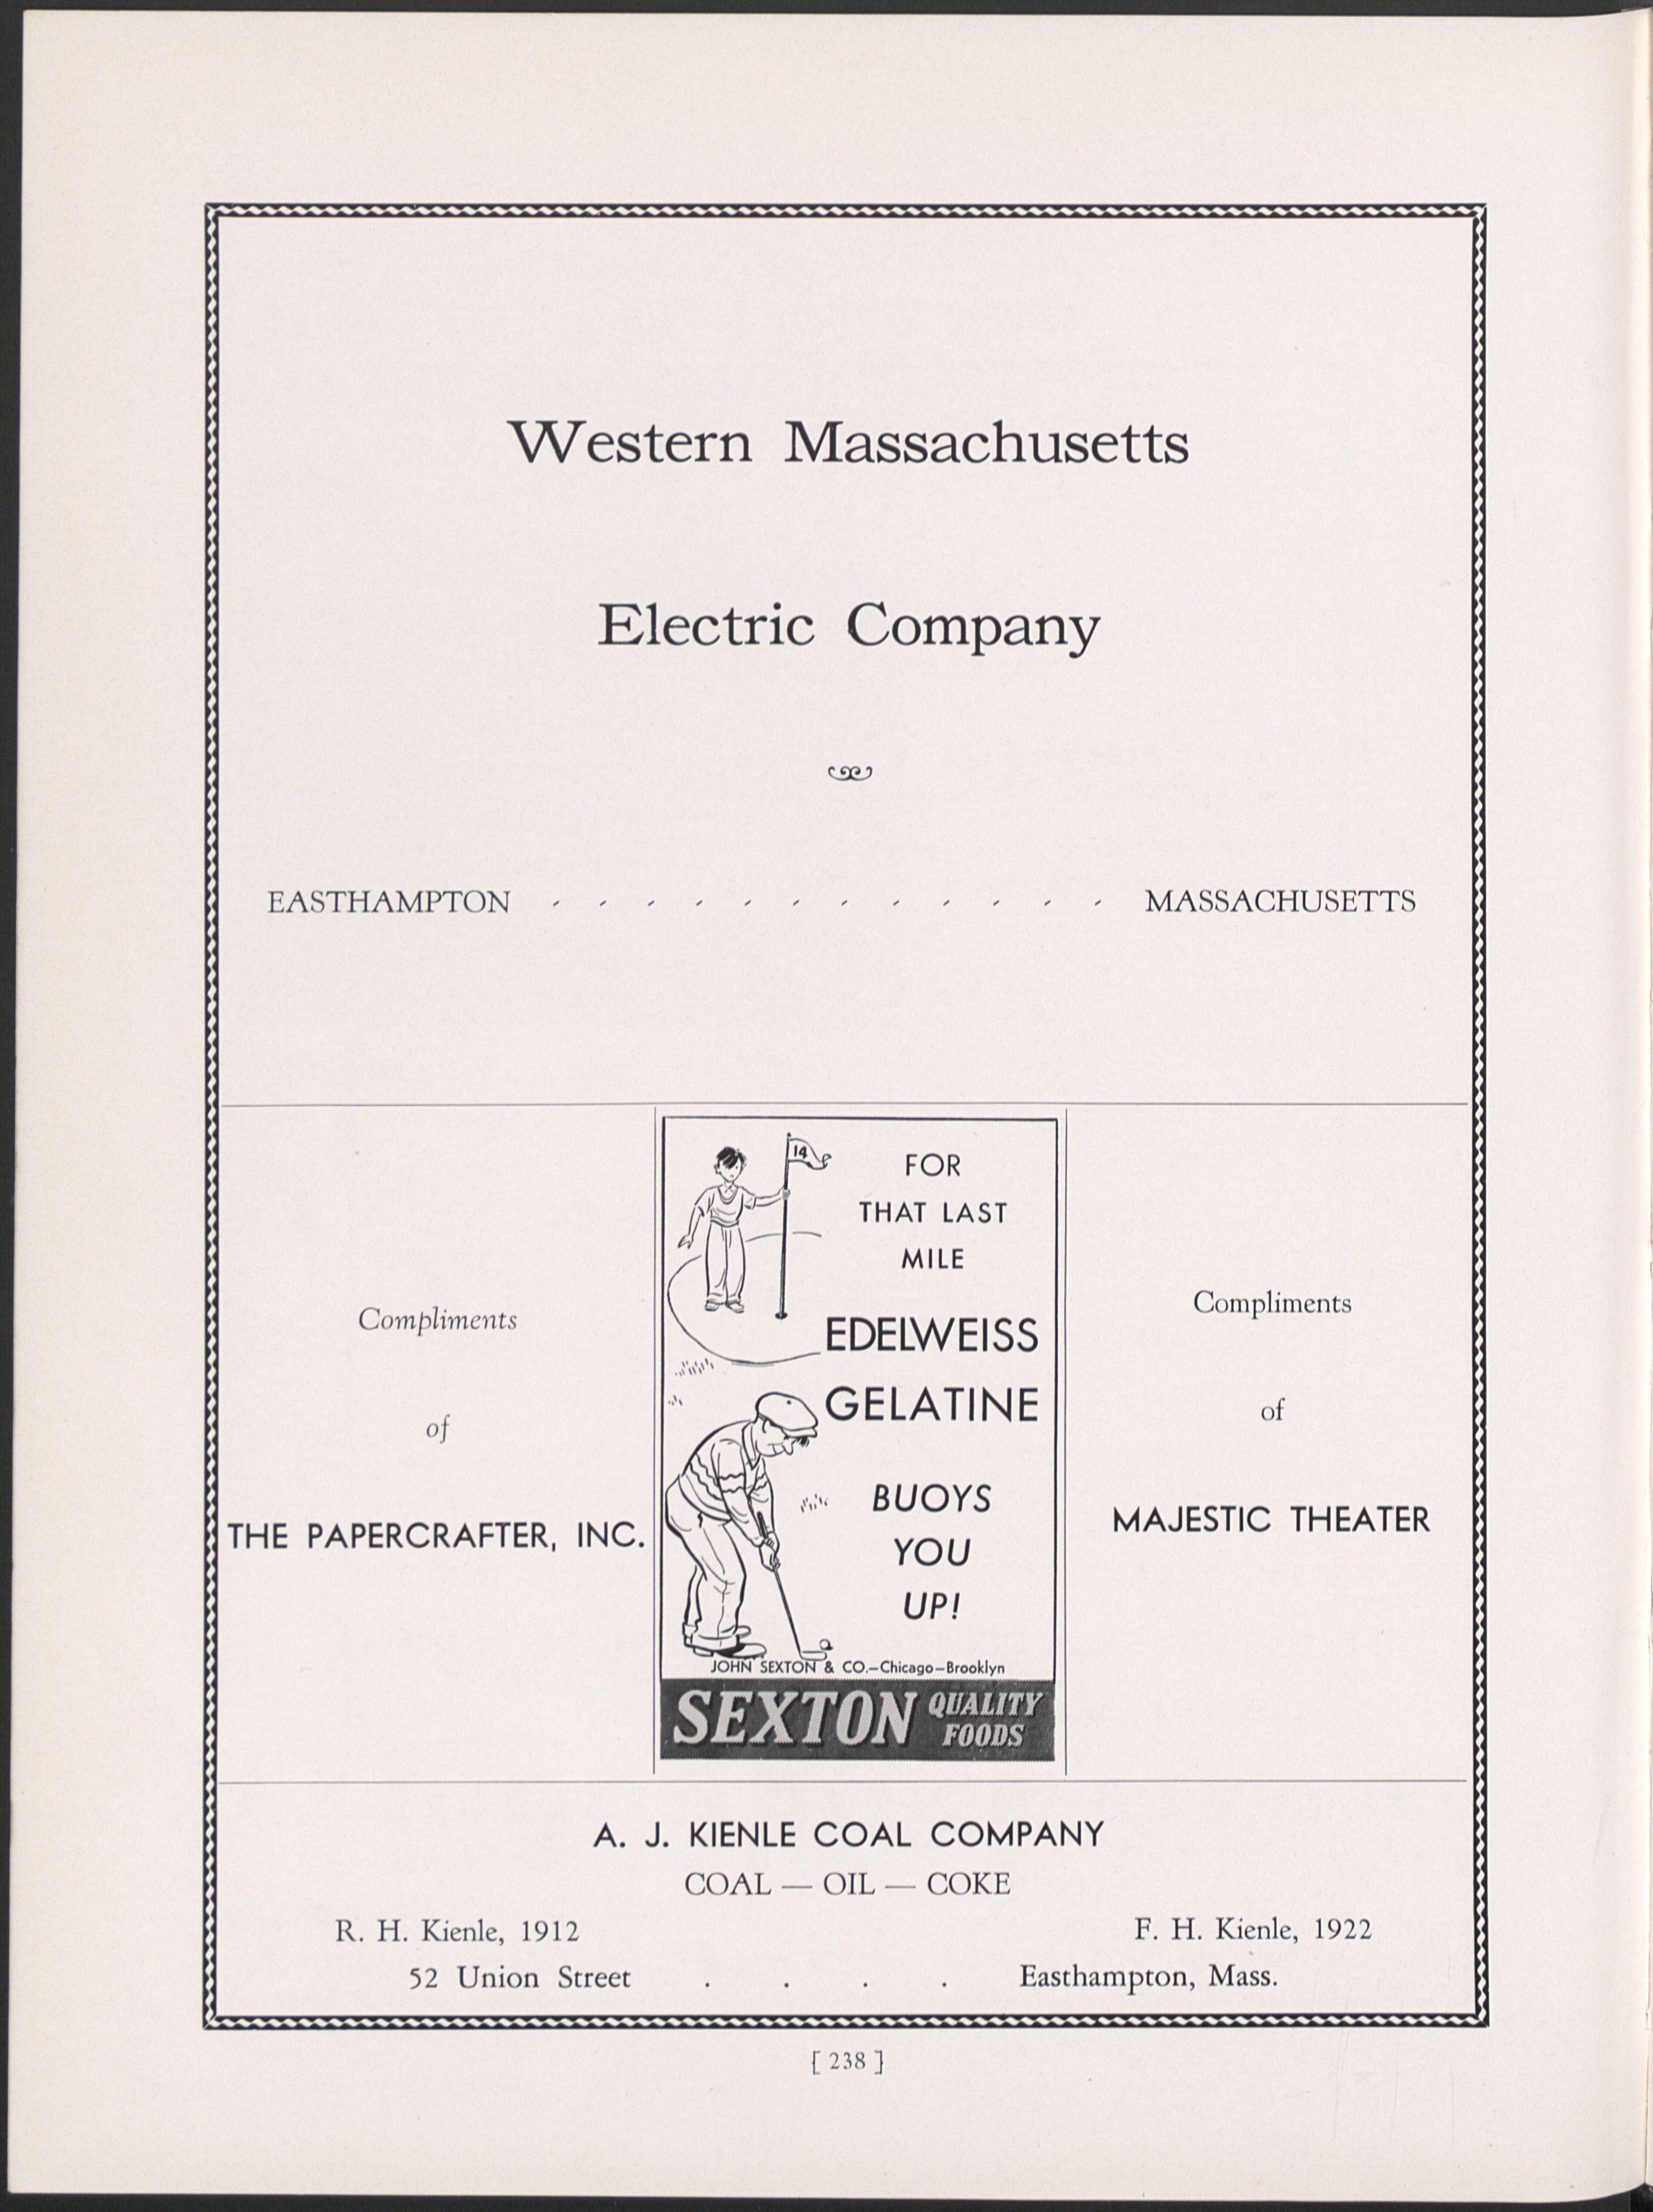 Western Massachusetts
Electric Company
EASTHAMPTON - - - - - - - - - - - - MASSACHUSETTS
Compliments
of
THE PAPERCRAFTER, INC.
14
FOR
THAT LAST
MILE
EDELWEISS
GELATINE
BUOYS
YOU
UP!
JOHN SEXTON & CO.—Chicago—Brooklyn
SEXTON QUALITY
FOODS
Compliments
of
MAJESTIC THEATER
A. J. KIENLE COAL COMPANY
COAL — OIL — COKE
R. H. Kienle, 1912 F. H. Kienle, 1922
52 Union Street . . . . Easthampton, Mass.
[ 238 ]